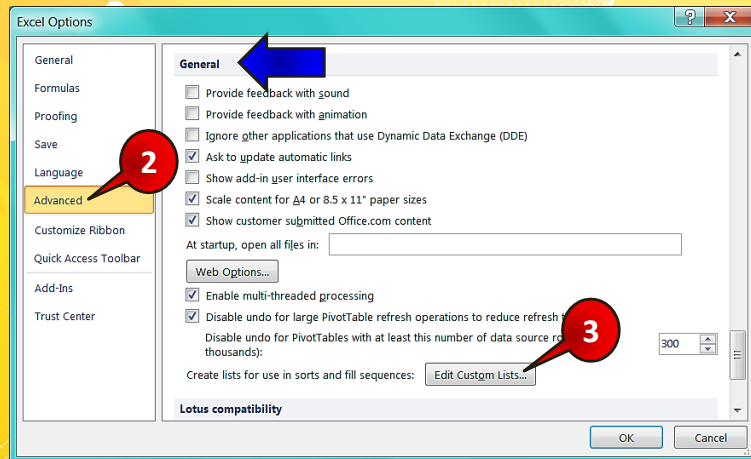 Excel Options
?
X
General
Formulas
Proofing
Save
Language
Advanced
Customize Ribbon
Quick Access Toolbar
Add-Ins
Trust Center
2
General
Provide feedback with sound
Provide feedback with animation
Ignore other applications that use Dynamic Data Exchange (DDE)
Ask to update automatic links
Show add-in user interface errors
Scale content for A4 or 8.5 x 11" paper sizes
Show customer submitted Office.com content
At startup, open all files in:
Web Options...
Enable multi-threaded processing
Disable undo for large PivotTable refresh operations to reduce refresh
Disable undo for PivotTables with at least this number of data source
thousands):
300
3
Create lists for use in sorts and fill sequences:
Edit Custom Lists...
Lotus compatibility
OK
Cancel